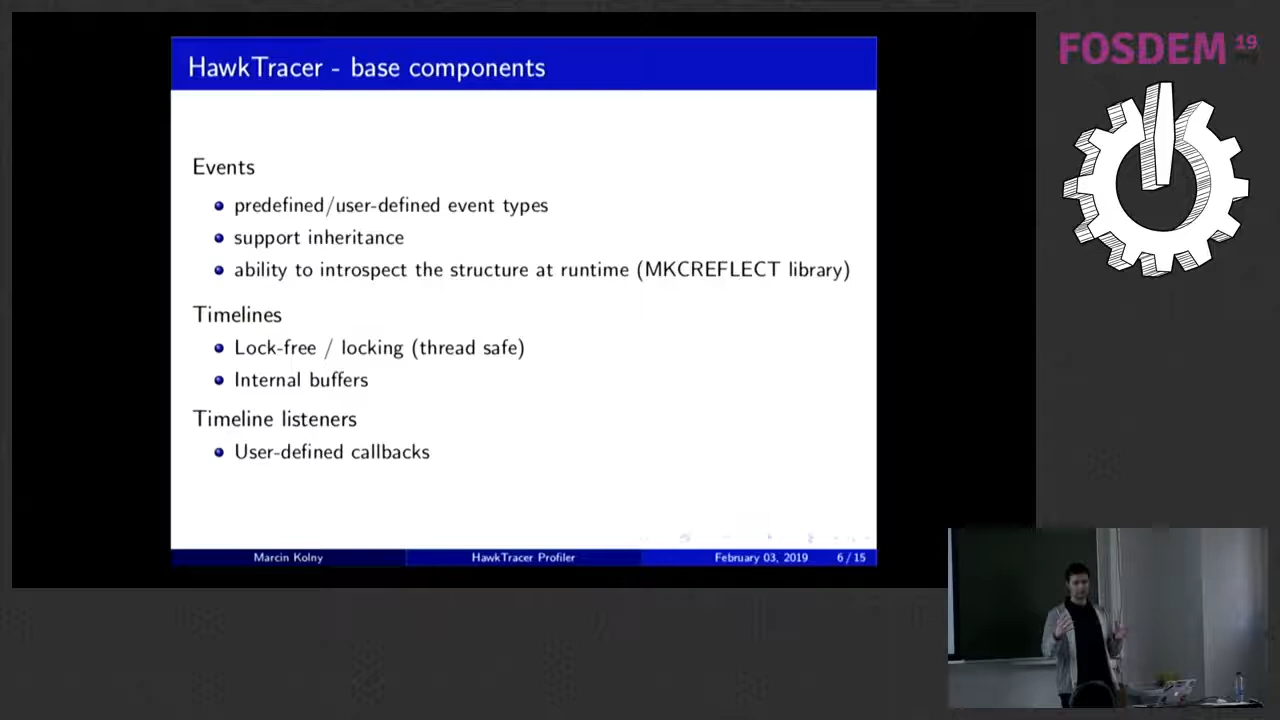 HawkTracer - base components
FOSDEM 19
Events
predefined/user-defined event types
support inheritance
ability to introspect the structure at runtime (MKCREFLECT library)
Timelines
Lock-free / locking (thread safe)
Internal buffers
Timeline listeners
User-defined callbacks
Marcin Kolny HawkTracer Profiler February 03, 2019 6 / 15